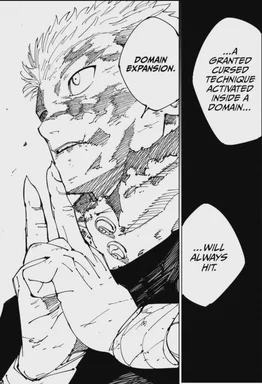 ...A
GRANTED
CURSED
TECHNIQUE
ACTIVATED
INSIDE A
DOMAIN...
...WILL
ALWAYS
HIT.
DOMAIN
EXPANSION.